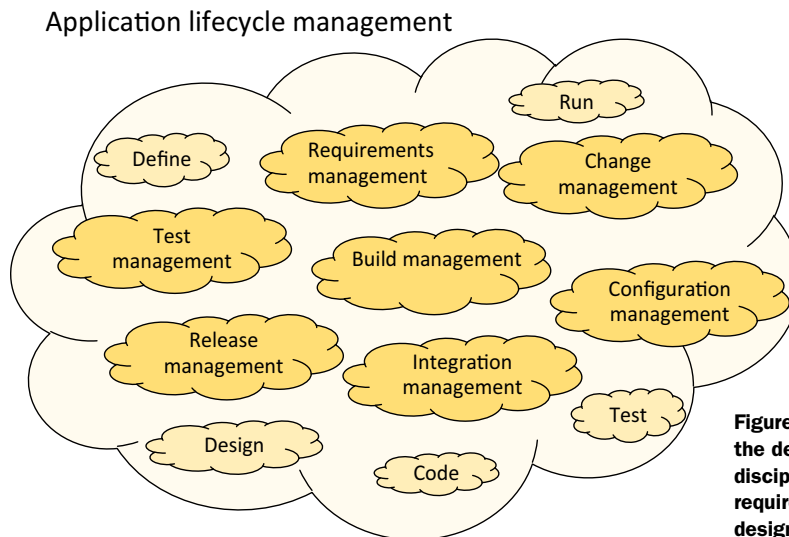 Application lifecycle management
Run
Define
Requirements
management
Change
management
Test
management
Build management
Configuration
management
Release
management
Integration
management
Test
Design
Code
Figure
the de
discip
requir
design